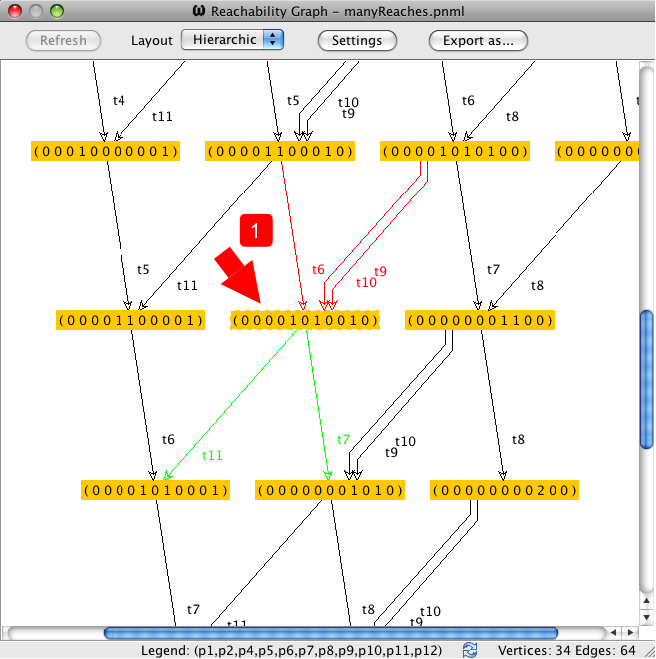 Reachability Graph - manyReaches.pnml
Refresh Layout Hierarchic Settings Export as...
t4 t5 t10 t6
t11 t9 t8
(0 0 0 1 0 0 0 0 0 0 1) (0 0 0 0 1 1 0 0 0 1 0) (0 0 0 0 1 0 1 0 1 0 0) (0 0 0 0 0 0 0
1
t5 t6 t9 t7
t11 t10 t8
(0 0 0 0 1 1 0 0 0 0 1) (0 0 0 0 1 0 1 0 0 1 0) (0 0 0 0 0 0 0 1 1 0 0)
t6 t7 t10 t8
t11 t9
(0 0 0 0 1 0 1 0 0 0 1) (0 0 0 0 0 0 0 1 0 1 0) (0 0 0 0 0 0 0 0 2 0 0)
t7 t8 t10
t11 t9
Legend: (p1,p2,p4,p5,p6,p7,p8,p9,p10,p11,p12) Vertices: 34 Edges: 64